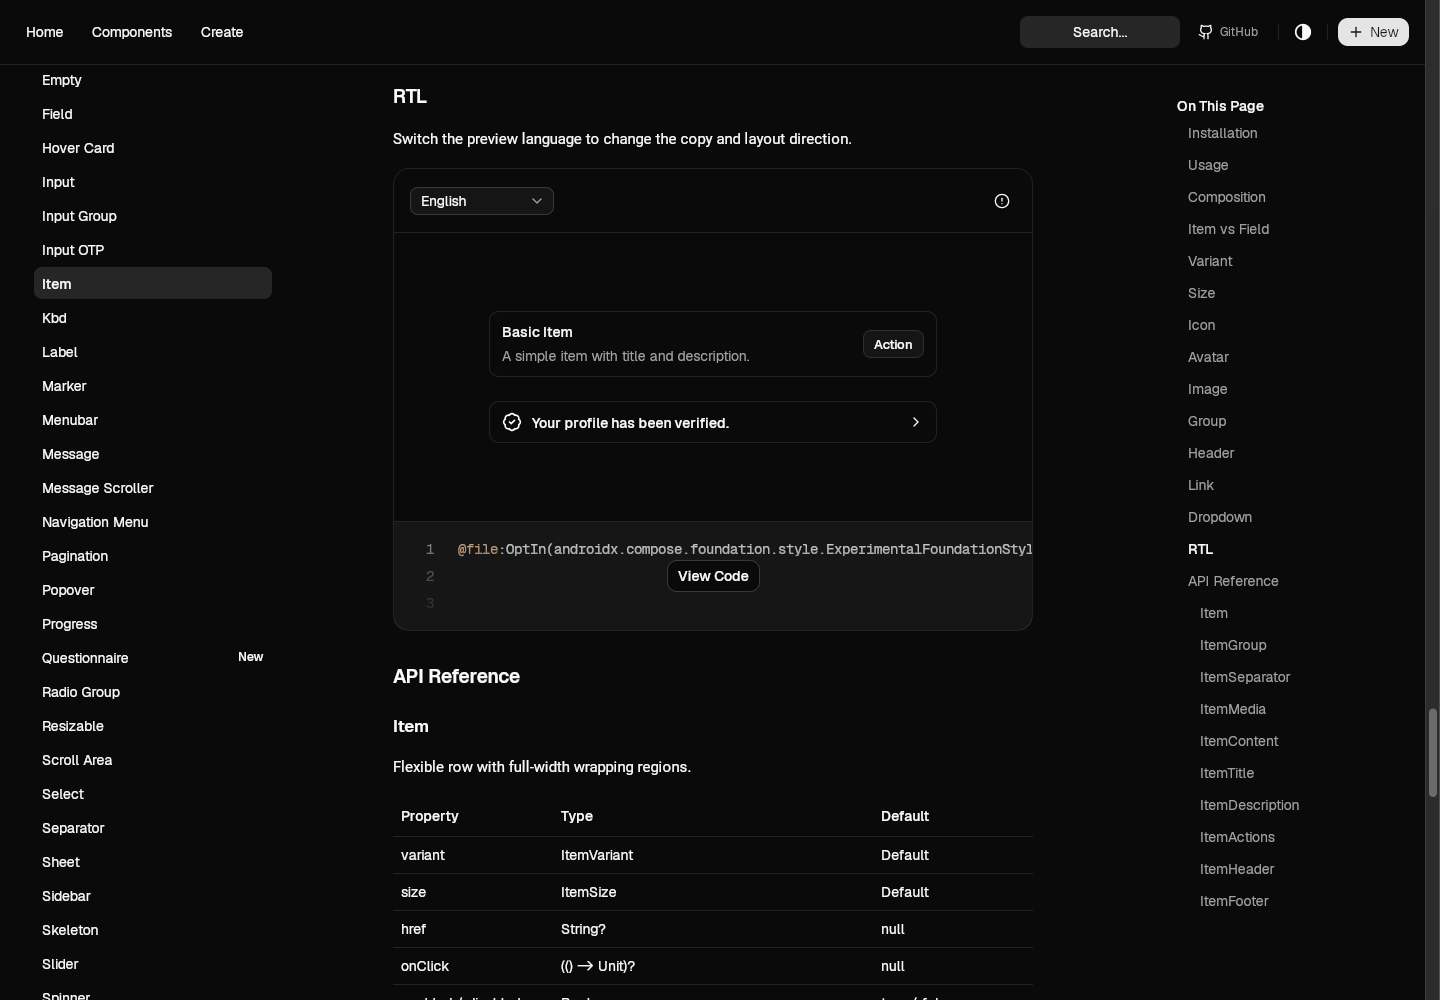 Home
Components
Create
Search...
GitHub
New
Empty
Field
Hover Card
Input
Input Group
Input OTP
Item
Kbd
Label
Marker
Menubar
Message
Message Scroller
Navigation Menu
Pagination
Popover
Progress
Questionnaire New
Radio Group
Resizable
Scroll Area
Select
Separator
Sheet
Sidebar
Skeleton
Slider
Spinner
RTL
Switch the preview language to change the copy and layout direction.
English
Basic Item
A simple item with title and description.
Action
Your profile has been verified.
1 @file:OptIn(androidx.compose.foundation.style.ExperimentalFoundationStyl
2
View Code
3
API Reference
Item
Flexible row with full-width wrapping regions.
Property Type Default
variant ItemVariant Default
size ItemSize Default
href String? null
onClick (() -> Unit)? null
On This Page
Installation
Usage
Composition
Item vs Field
Variant
Size
Icon
Avatar
Image
Group
Header
Link
Dropdown
RTL
API Reference
Item
ItemGroup
ItemSeparator
ItemMedia
ItemContent
ItemTitle
ItemDescription
ItemActions
ItemHeader
ItemFooter